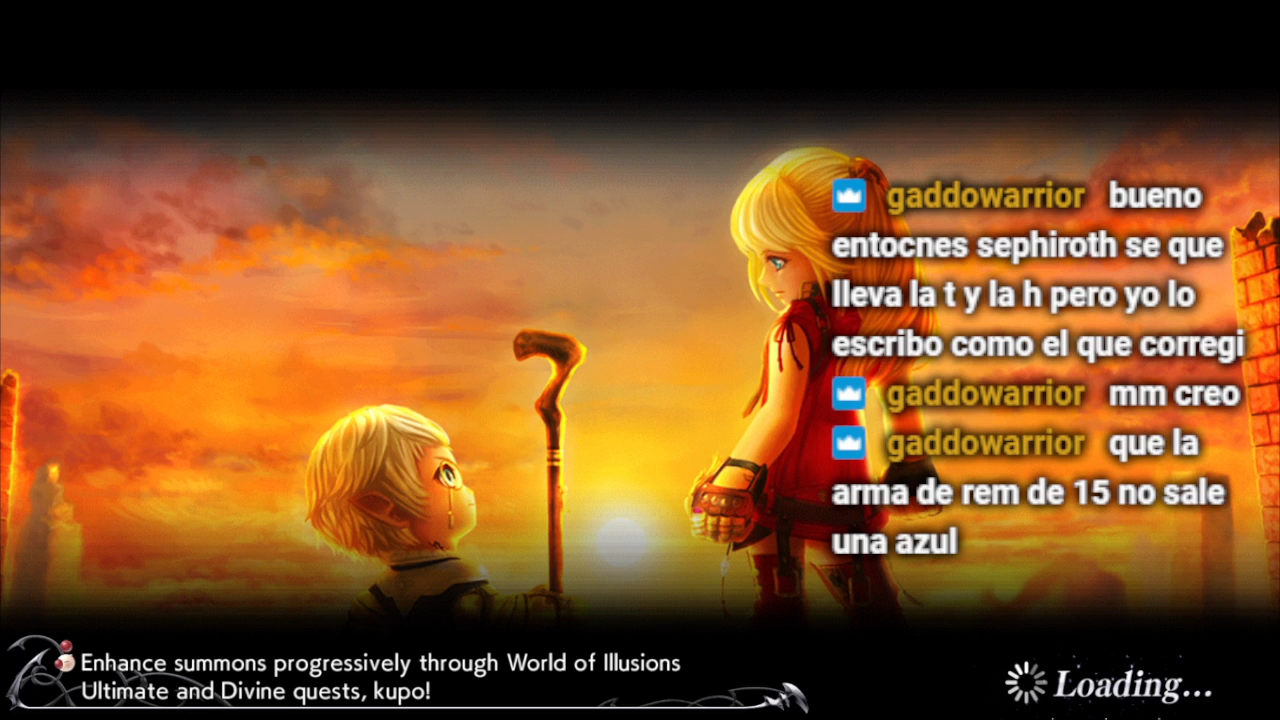 gaddowarrior bueno
entocnes sephiroth se que
lleva la t y la h pero yo lo
escribo como el que corregi
gaddowarrior mm creo
gaddowarrior que la
arma de rem de 15 no sale
una azul
Enhance summons progressively through World of Illusions
Ultimate and Divine quests, kupo!
Loading...